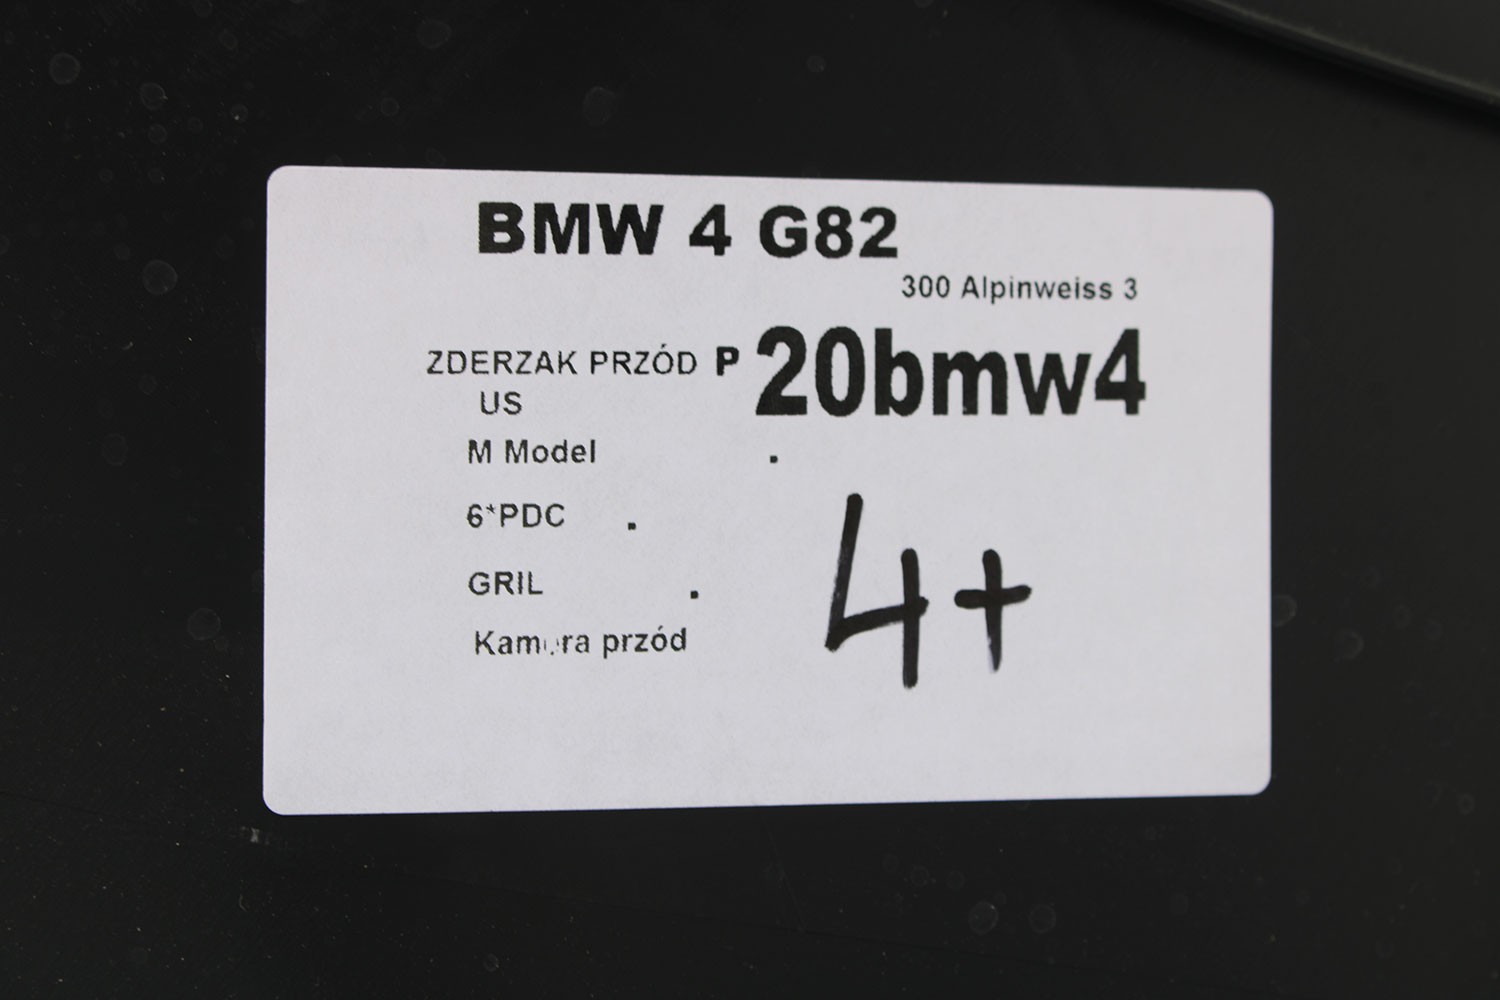 BMW 4 G82
300 Alpinweiss 3
ZDERZAK PRZÓD P 20bmw4
US
M Model .
6*PDC .
GRIL .
Kamera przód
4+